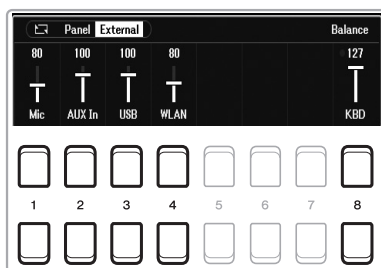 Panel External Balance
80 100 100 80 127
Mic AUX In USB WLAN KBD
1 2 3 4 5 6 7 8